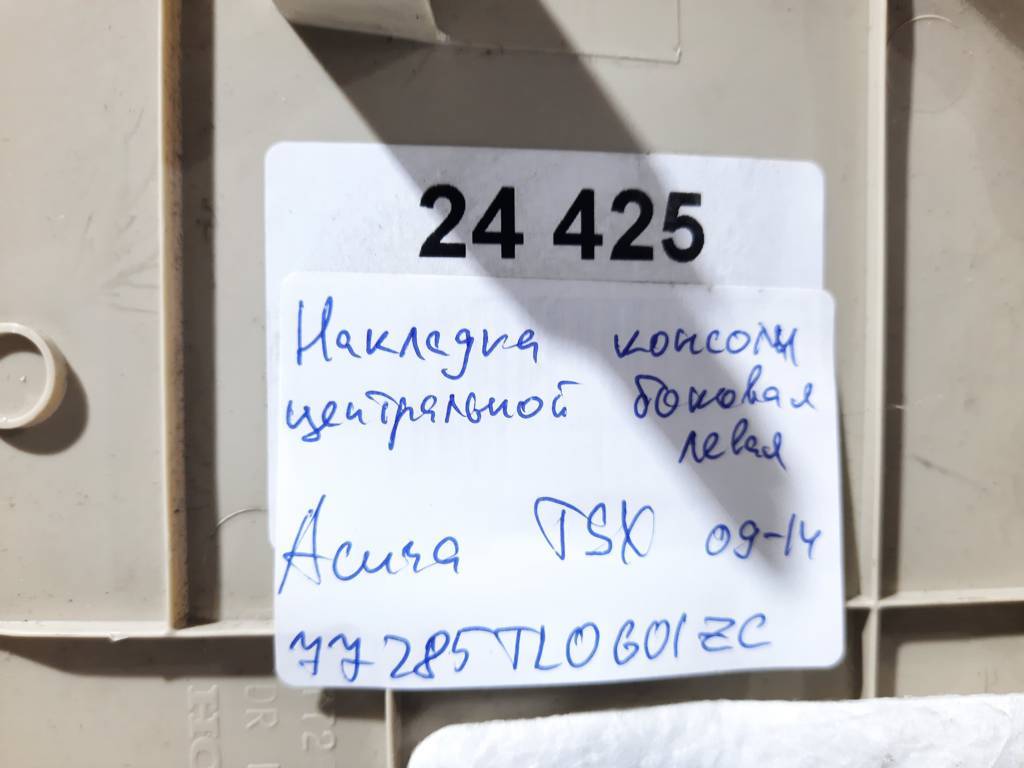 24 425
Накладка консоли
центральной боковая
левая
Acura TSX 09-14
77285TL0G01ZC